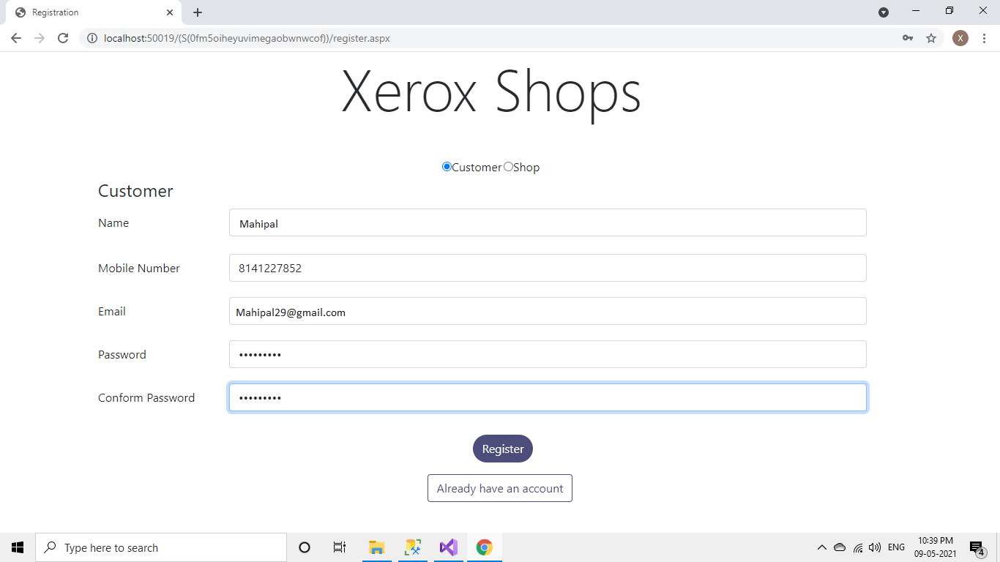 Registration
localhost:50019/(S(0fm5oiheyuvimegaobwnwcof))/register.aspx
X
Xerox Shops
Customer Shop
Customer
Name Mahipal
Mobile Number 8141227852
Email Mahipal29@gmail.com
Password •••••••••
Conform Password •••••••••
Register
Already have an account
Type here to search
ENG
10:39 PM
09-05-2021
4